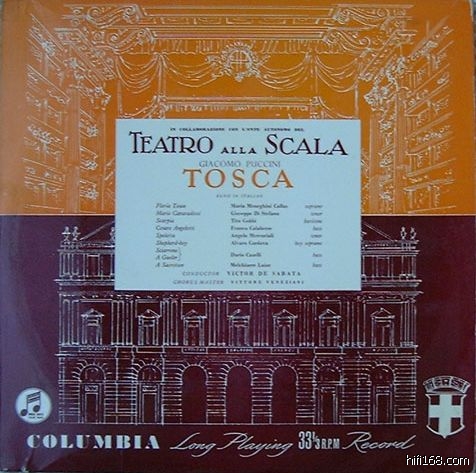 IN COLLABORAZIONE CON L'ENTE AUTONOMO DEL
TEATRO ALLA SCALA
GIACOMO PUCCINI
TOSCA
SUNG IN ITALIAN
Floria Tosca Maria Meneghini Callas soprano
Mario Cavaradossi Giuseppe Di Stefano tenor
Scarpia Tito Gobbi baritone
Cesare Angelotti Franco Calabrese bass
Spoletta Angelo Mercuriali tenor
Shepherd-boy Alvaro Cordova boy soprano
Sciarrone
A Gaoler Dario Caselli bass
A Sacristan Melchiorre Luise bass
CONDUCTOR VICTOR DE SABATA
CHORUS MASTER VITTORE VENEZIANI
COLUMBIA Long Playing 33⅓ R.P.M Record
hifi168.com